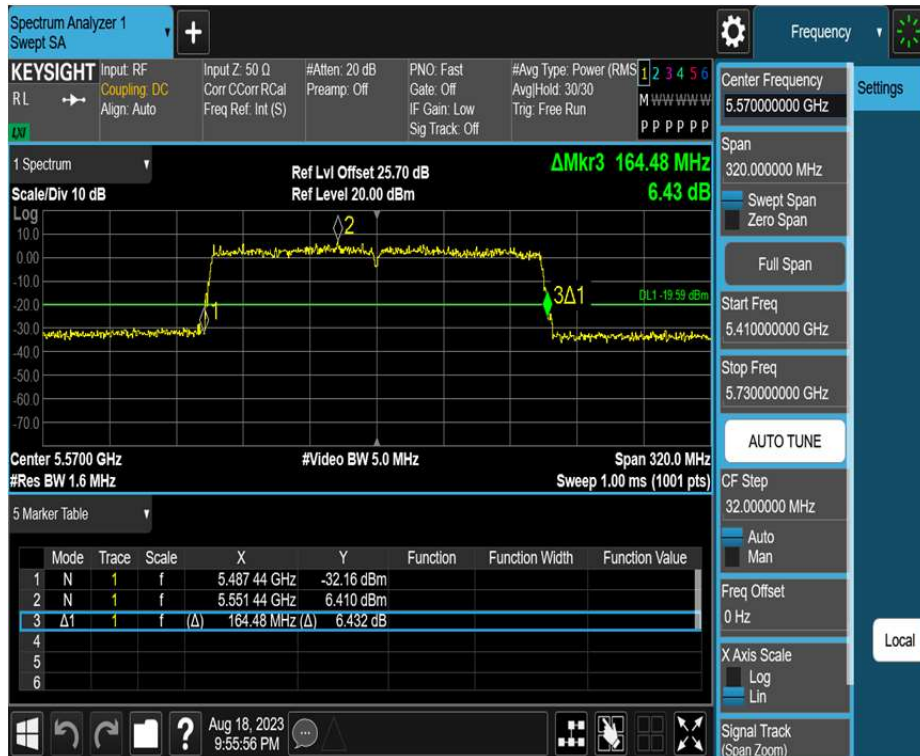 Spectrum Analyzer 1
Swept SA
+
Frequency
KEYSIGHT
RL
LXI
Input: RF
Coupling: DC
Align: Auto
Input Z: 50 Ω
Corr CCorr RCal
Freq Ref: Int (S)
#Atten: 20 dB
Preamp: Off
PNO: Fast
Gate: Off
IF Gain: Low
Sig Track: Off
#Avg Type: Power (RMS
Avg|Hold: 30/30
Trig: Free Run
1 2 3 4 5 6
M W W W W W
P P P P P P
1 Spectrum
Scale/Div 10 dB
Ref Lvl Offset 25.70 dB
Ref Level 20.00 dBm
ΔMkr3 164.48 MHz
6.43 dB
Log
10.0
0.00
-10.0
-20.0
-30.0
-40.0
-50.0
-60.0
-70.0
2
1
3Δ1
DL1 -19.59 dBm
Center 5.5700 GHz
#Video BW 5.0 MHz
Span 320.0 MHz
#Res BW 1.6 MHz
Sweep 1.00 ms (1001 pts)
5 Marker Table
Mode Trace Scale X Y Function Function Width Function Value
1 N 1 f 5.487 44 GHz -32.16 dBm
2 N 1 f 5.551 44 GHz 6.410 dBm
3 Δ1 1 f (Δ) 164.48 MHz (Δ) 6.432 dB
4
5
6
?
Aug 18, 2023
9:55:56 PM
Center Frequency
5.570000000 GHz
Span
320.000000 MHz
Swept Span
Zero Span
Full Span
Start Freq
5.410000000 GHz
Stop Freq
5.730000000 GHz
AUTO TUNE
CF Step
32.000000 MHz
Auto
Man
Freq Offset
0 Hz
X Axis Scale
Log
Lin
Signal Track
(Span Zoom)
Settings
Local